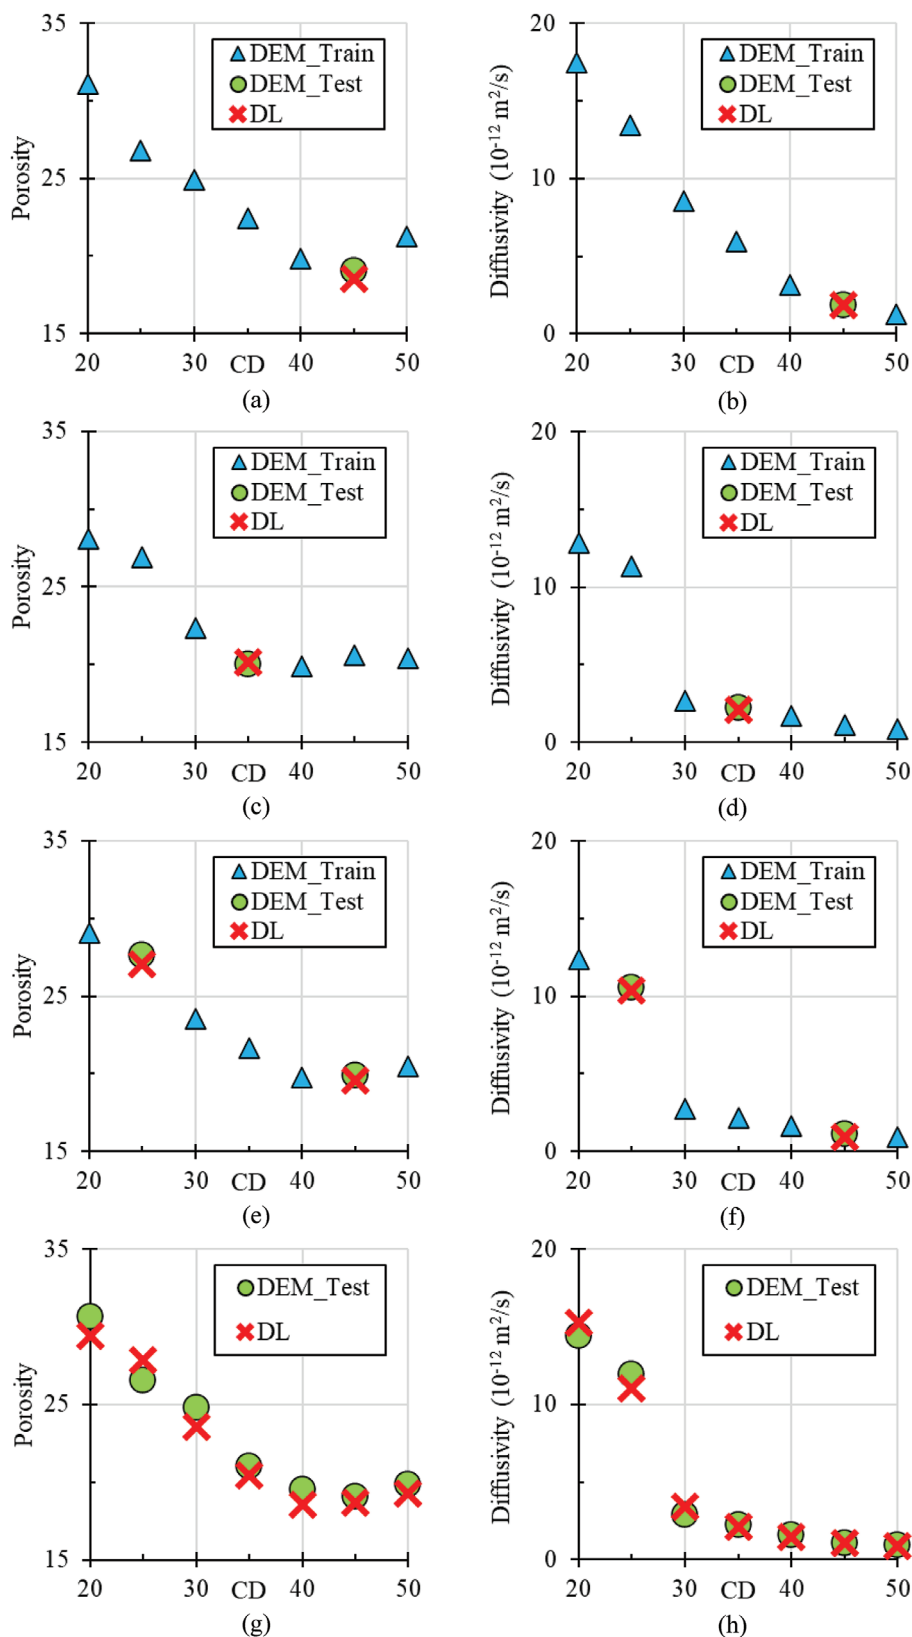 35
25
15
Porosity
DEM_Train
DEM_Test
DL
20 30 CD 40 50
(a)
20
10
0
Diffusivity (10⁻¹² m²/s)
DEM_Train
DEM_Test
DL
20 30 CD 40 50
(b)
35
25
15
Porosity
DEM_Train
DEM_Test
DL
20 30 CD 40 50
(c)
20
10
0
Diffusivity (10⁻¹² m²/s)
DEM_Train
DEM_Test
DL
20 30 CD 40 50
(d)
35
25
15
Porosity
DEM_Train
DEM_Test
DL
20 30 CD 40 50
(e)
20
10
0
Diffusivity (10⁻¹² m²/s)
DEM_Train
DEM_Test
DL
20 30 CD 40 50
(f)
35
25
15
Porosity
DEM_Test
DL
20 30 CD 40 50
(g)
20
10
0
Diffusivity (10⁻¹² m²/s)
DEM_Test
DL
20 30 CD 40 50
(h)